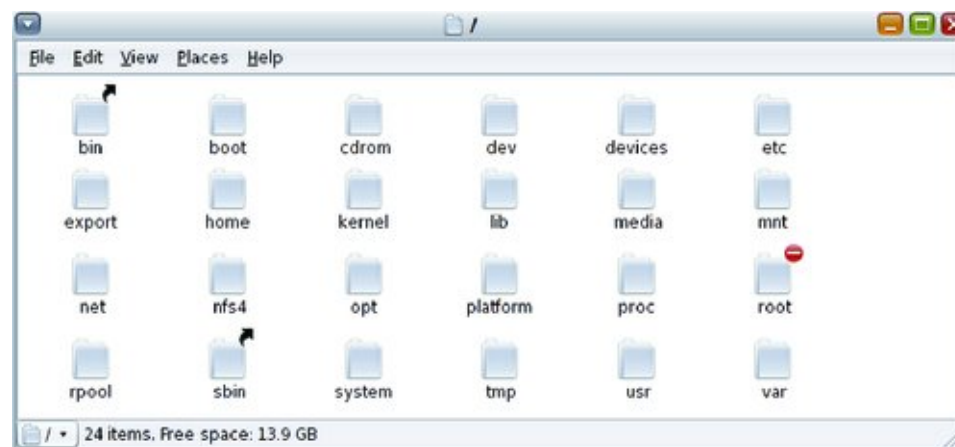 /
File Edit View Places Help
bin boot cdrom dev devices etc
export home kernel lib media mnt
net nfs4 opt platform proc root
rpool sbin system tmp usr var
/ 24 items, Free space: 13.9 GB